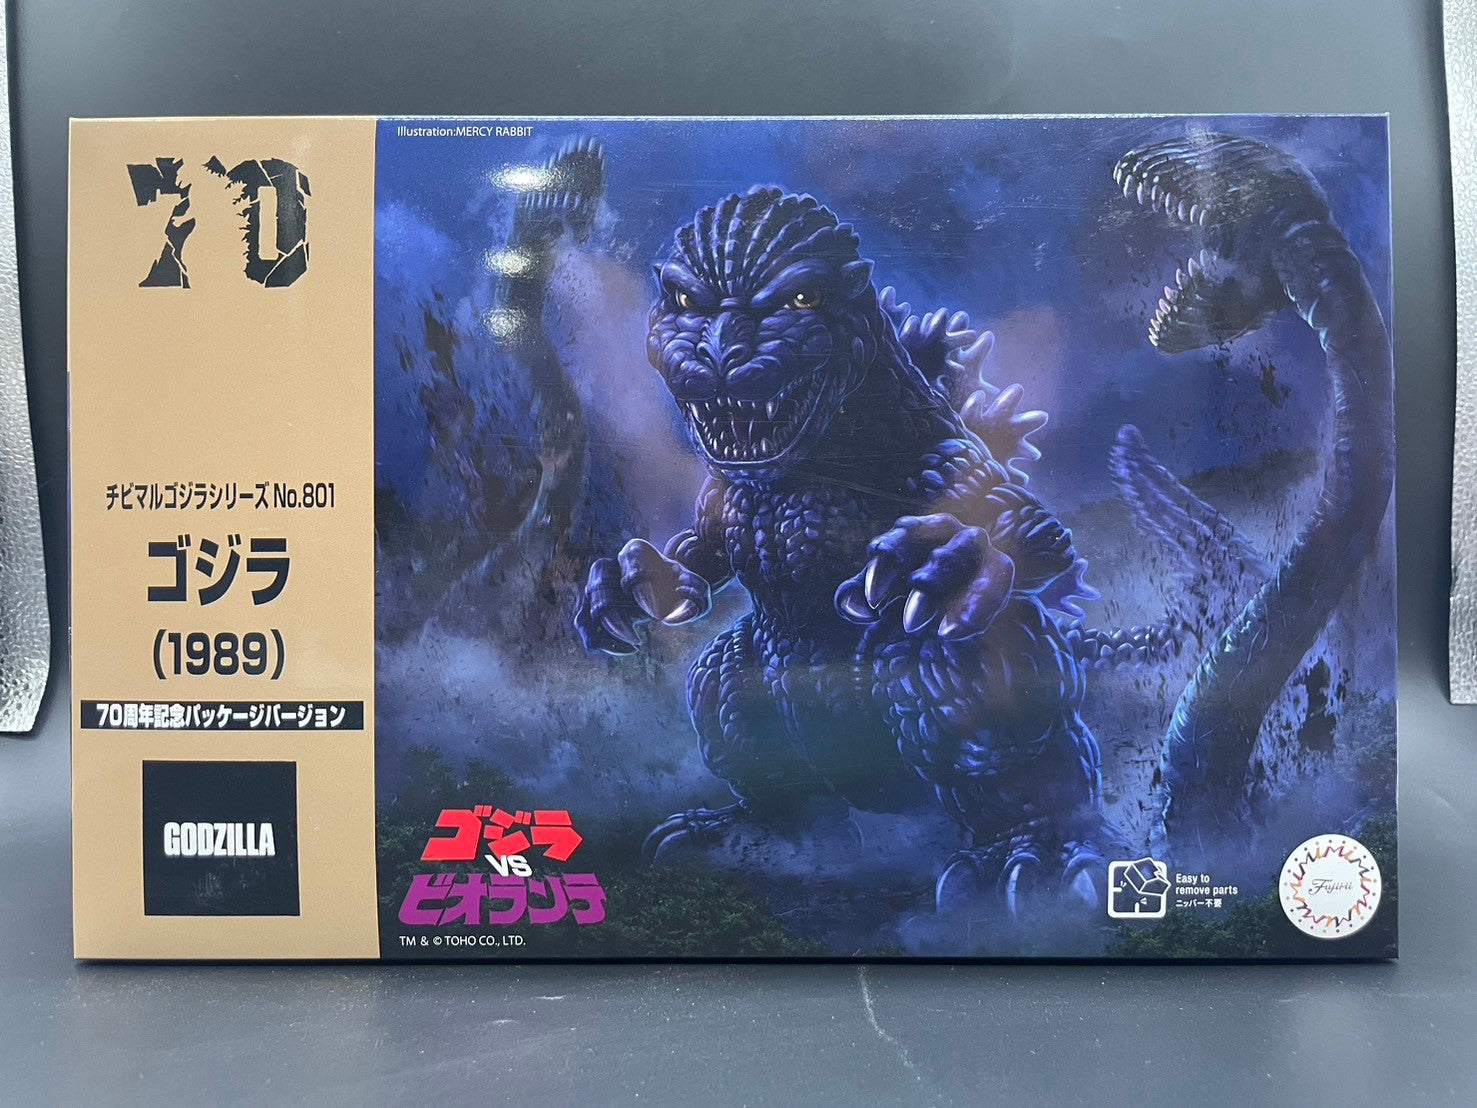 Illustration:MERCY RABBIT
70
チビマルゴジラシリーズ No.801
ゴジラ
(1989)
70周年記念パッケージバージョン
GODZILLA
ゴジラ
VS
ビオランテ
TM & © TOHO CO., LTD.
Easy to
remove parts
ニッパー不要
Fujimi